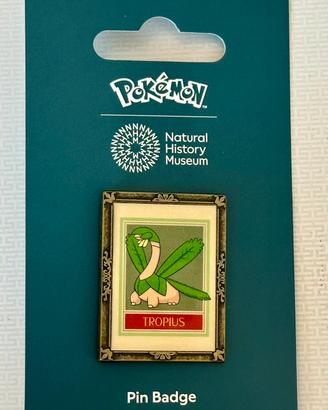 POKÉMON
Natural
History
Museum
TROPIUS
Pin Badge